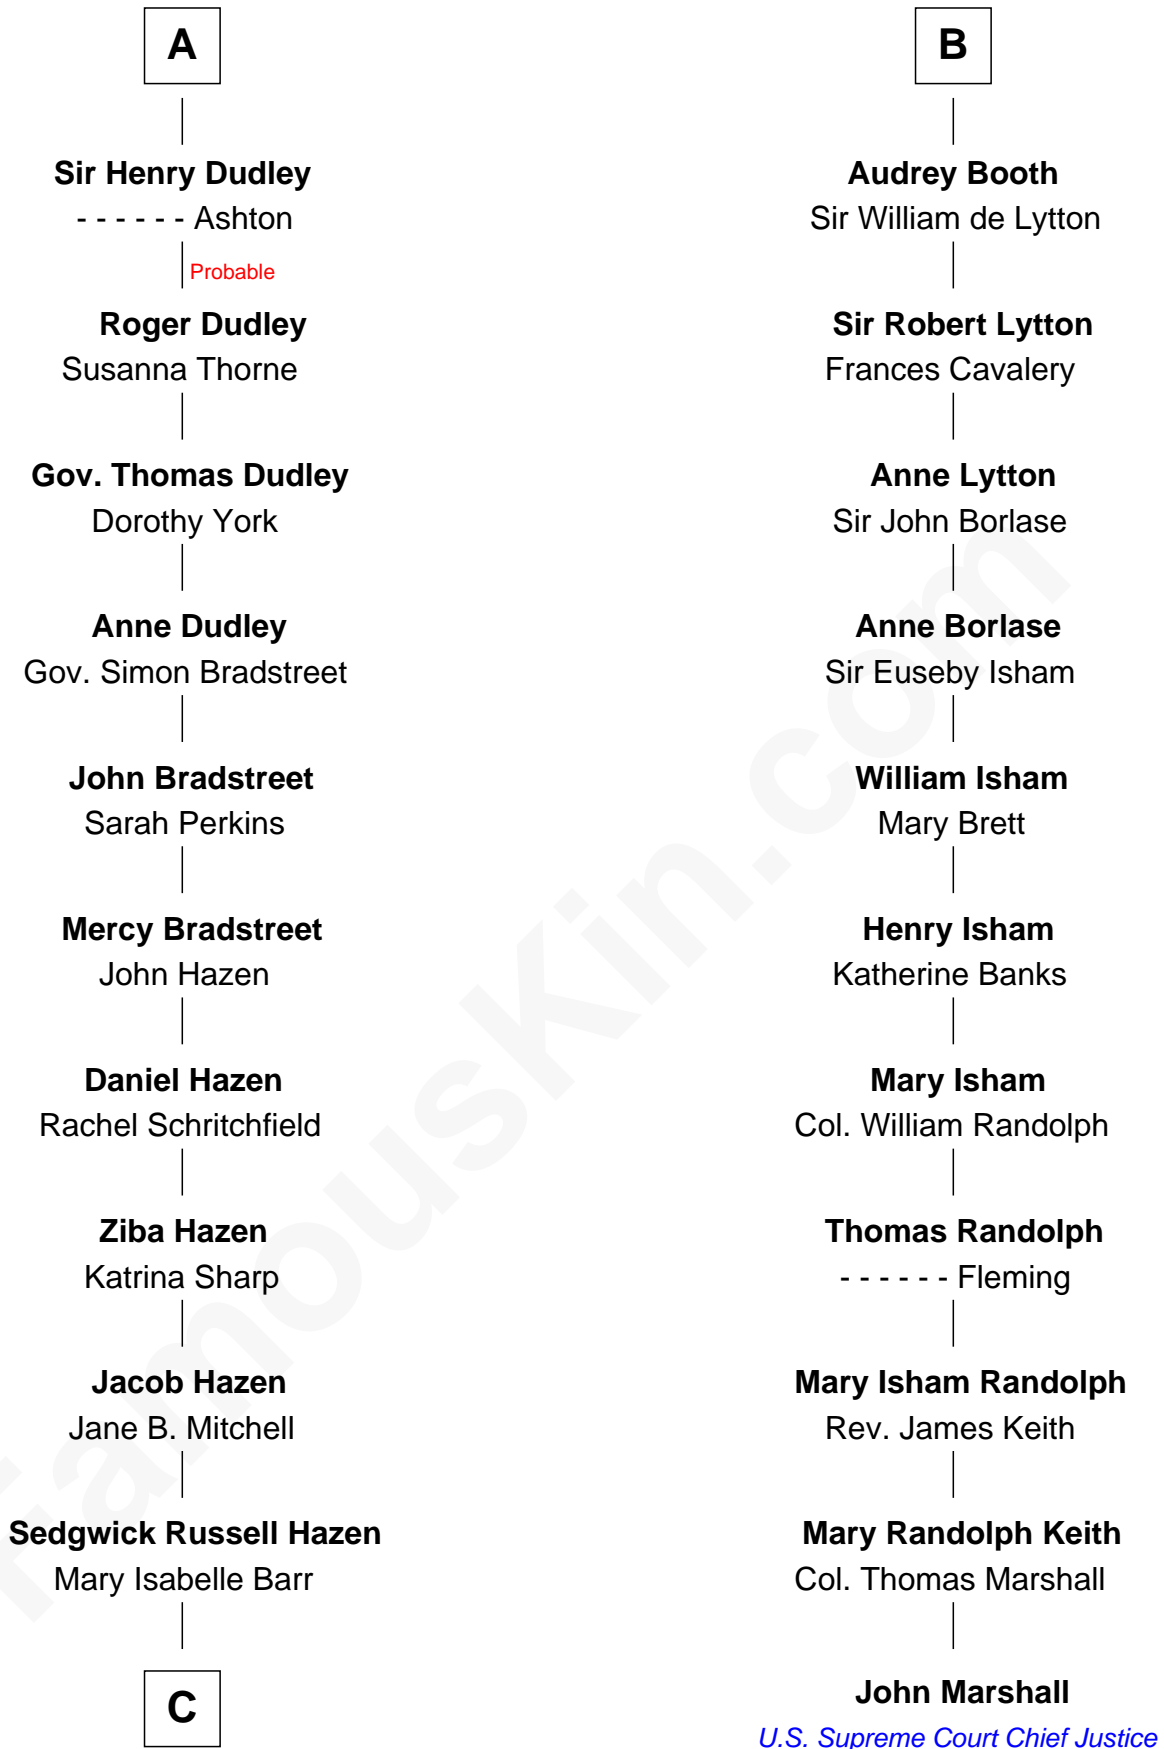 A
Sir Henry Dudley
- - - - - - Ashton
Probable
Roger Dudley
Susanna Thorne
Gov. Thomas Dudley
Dorothy York
Anne Dudley
Gov. Simon Bradstreet
John Bradstreet
Sarah Perkins
Mercy Bradstreet
John Hazen
Daniel Hazen
Rachel Schritchfield
Ziba Hazen
Katrina Sharp
Jacob Hazen
Jane B. Mitchell
Sedgwick Russell Hazen
Mary Isabelle Barr
C
B
Audrey Booth
Sir William de Lytton
Sir Robert Lytton
Frances Cavalery
Anne Lytton
Sir John Borlase
Anne Borlase
Sir Euseby Isham
William Isham
Mary Brett
Henry Isham
Katherine Banks
Mary Isham
Col. William Randolph
Thomas Randolph
- - - - - - Fleming
Mary Isham Randolph
Rev. James Keith
Mary Randolph Keith
Col. Thomas Marshall
John Marshall
U.S. Supreme Court Chief Justice
FamousKin.com